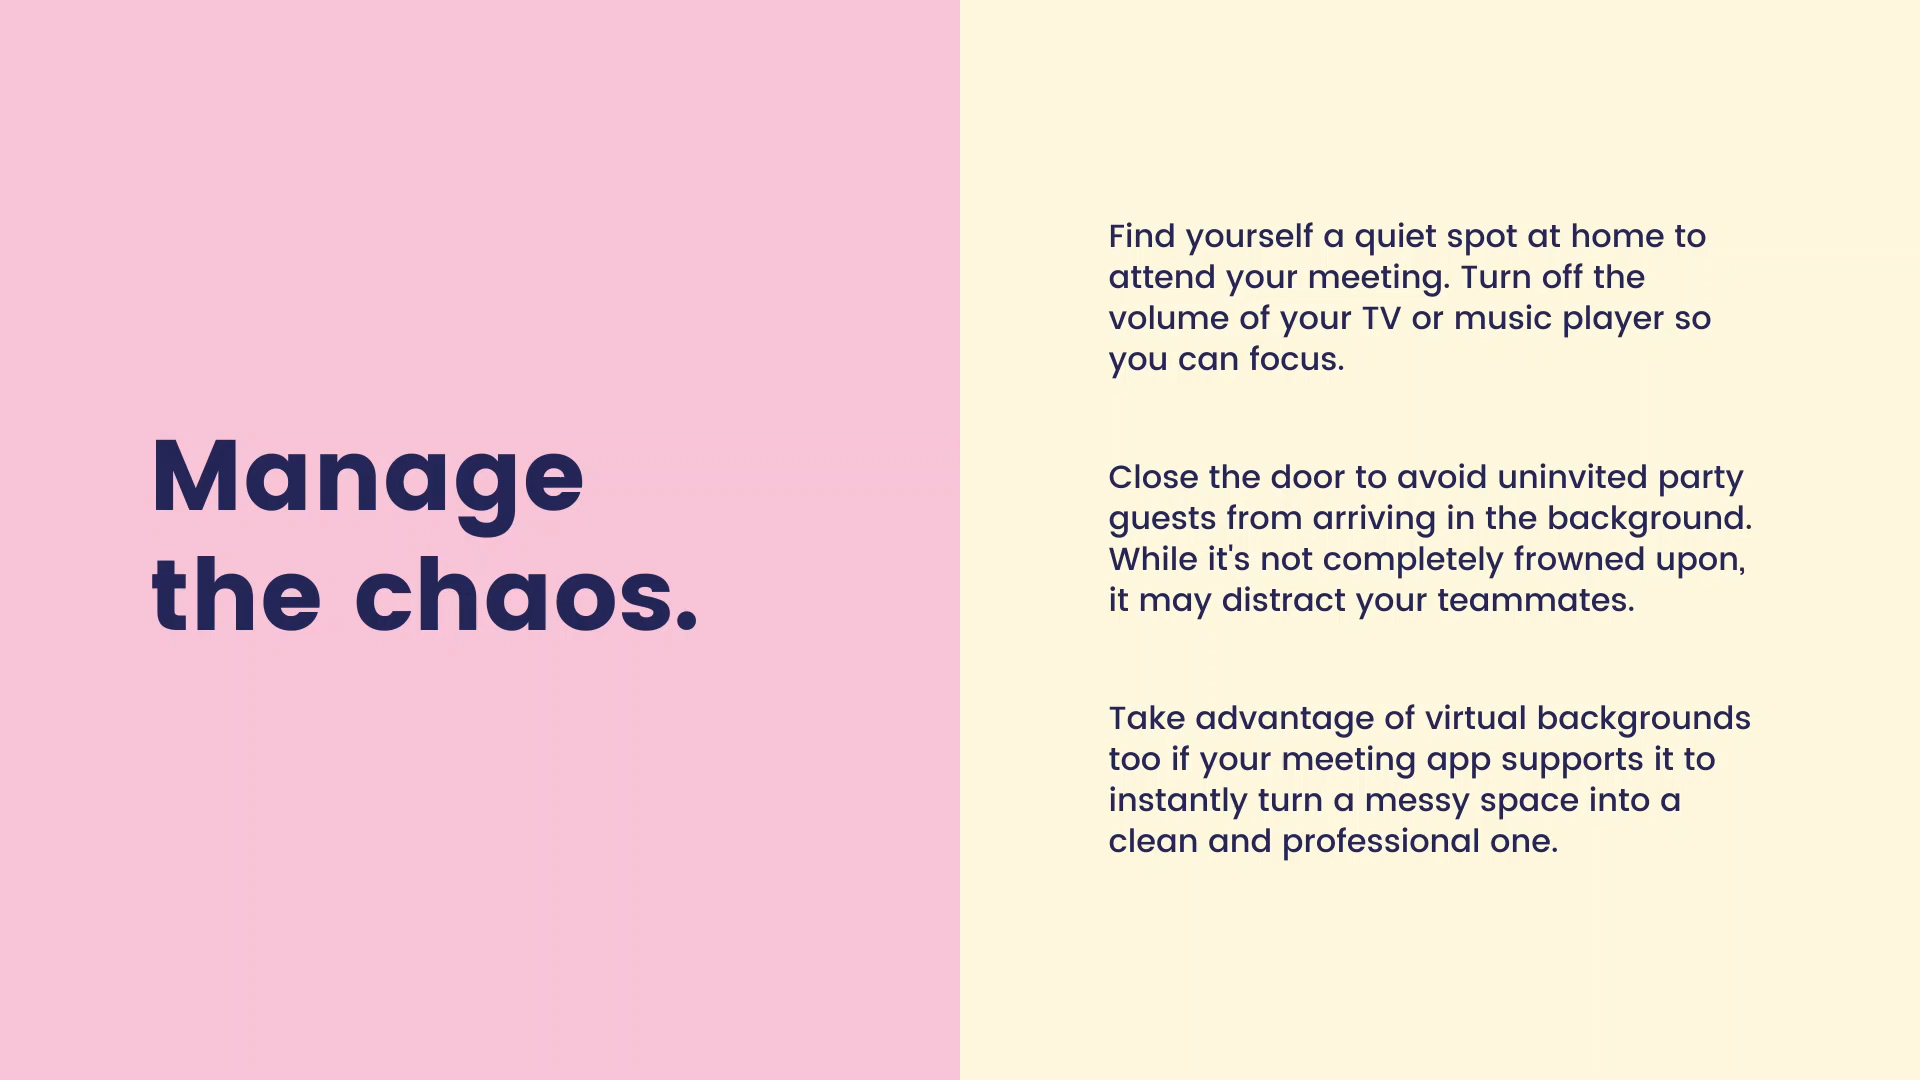 Manage
the chaos.
Find yourself a quiet spot at home to
attend your meeting. Turn off the
volume of your TV or music player so
you can focus.
Close the door to avoid uninvited party
guests from arriving in the background.
While it's not completely frowned upon,
it may distract your teammates.
Take advantage of virtual backgrounds
too if your meeting app supports it to
instantly turn a messy space into a
clean and professional one.